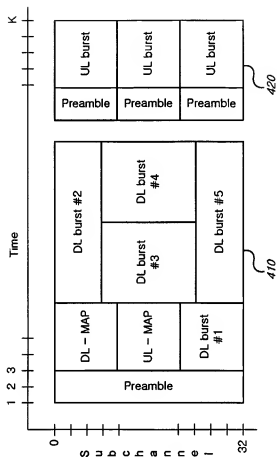 Time
1 2 3
K
0
Subchannel
32
Preamble
DL – MAP
UL – MAP
DL burst #1
DL burst #2
DL burst #3
DL burst #4
DL burst #5
Preamble
UL burst
Preamble
UL burst
Preamble
UL burst
410
420